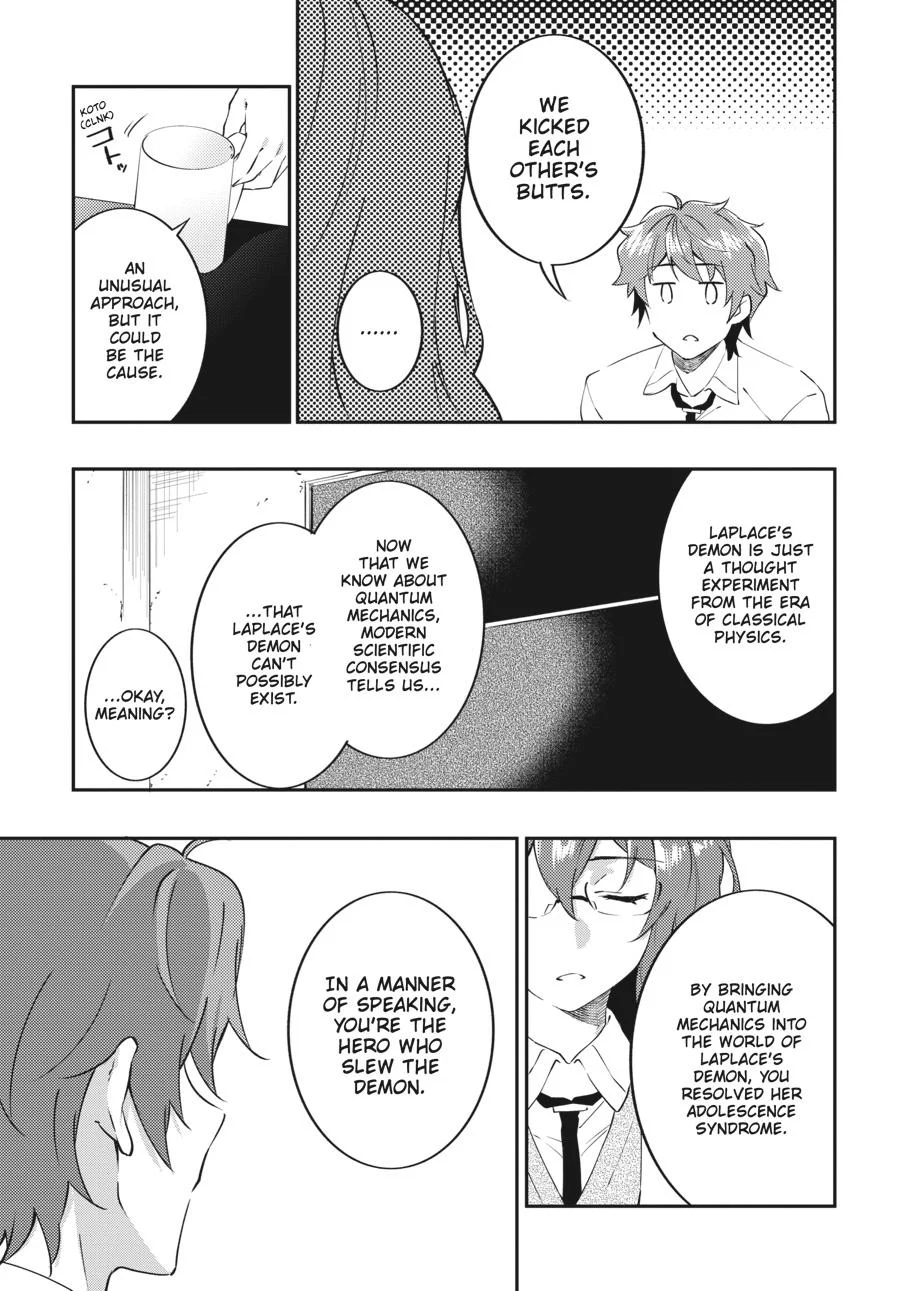 WE
KICKED
EACH
OTHER'S
BUTTS.
......
KOTO
(CLNK)
コトッ
AN
UNUSUAL
APPROACH,
BUT IT
COULD
BE THE
CAUSE.
LAPLACE'S
DEMON IS JUST
A THOUGHT
EXPERIMENT
FROM THE ERA
OF CLASSICAL
PHYSICS.
NOW
THAT WE
KNOW ABOUT
QUANTUM
MECHANICS,
MODERN
SCIENTIFIC
CONSENSUS
TELLS US...
...THAT
LAPLACE'S
DEMON
CAN'T
POSSIBLY
EXIST.
...OKAY,
MEANING?
BY BRINGING
QUANTUM
MECHANICS INTO
THE WORLD OF
LAPLACE'S
DEMON, YOU
RESOLVED HER
ADOLESCENCE
SYNDROME.
IN A MANNER
OF SPEAKING,
YOU'RE THE
HERO WHO
SLEW THE
DEMON.